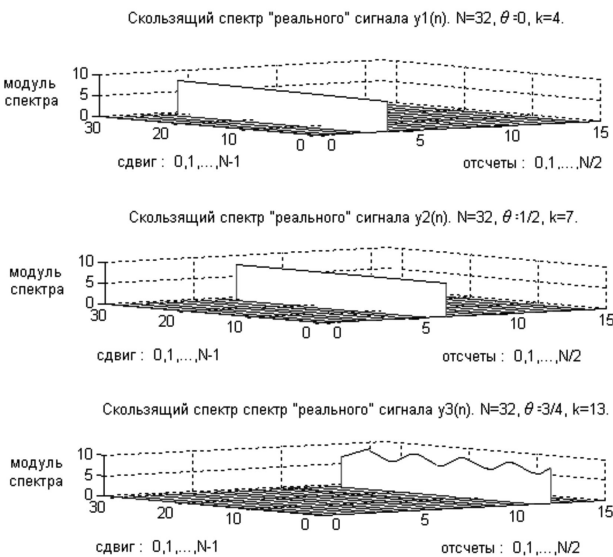 Скользящий спектр "реального" сигнала y1(n). N=32, θ=0, k=4.
модуль
спектра
10
5
0
30
20
10
0
0
5
10
15
сдвиг : 0,1,...,N-1
отсчеты : 0,1,...,N/2
Скользящий спектр "реального" сигнала y2(n). N=32, θ=1/2, k=7.
модуль
спектра
10
5
0
30
20
10
0
0
5
10
15
сдвиг : 0,1,...,N-1
отсчеты : 0,1,...,N/2
Скользящий спектр спектр "реального" сигнала y3(n). N=32, θ=3/4, k=13.
модуль
спектра
10
5
0
30
20
10
0
0
5
10
15
сдвиг : 0,1,...,N-1
отсчеты : 0,1,...,N/2